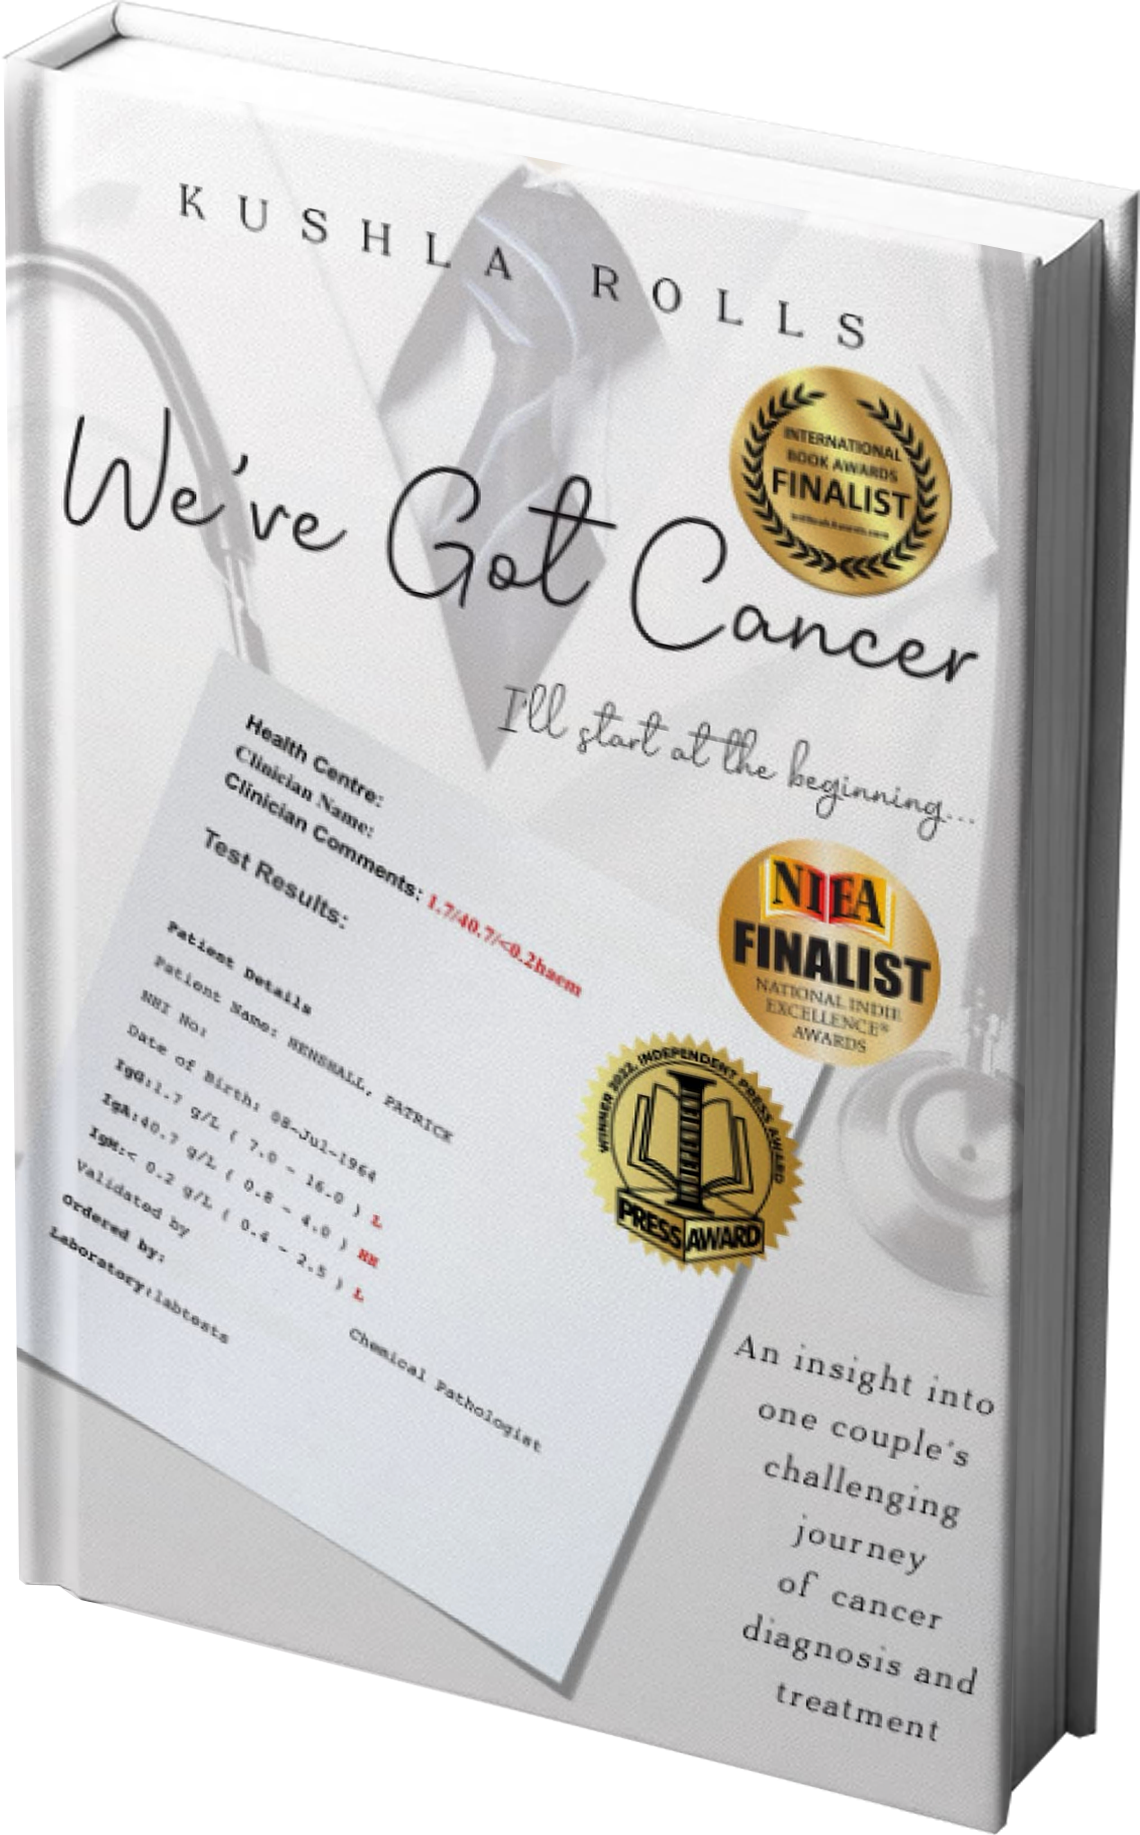 KUSHLA ROLLS
We've Got Cancer
I'll start at the beginning...
INTERNATIONAL
BOOK AWARDS
FINALIST
Health Centre:
Clinician Name:
Clinician Comments: 1.7/40.7/<0.2haem
Test Results:
Patient Details
Patient Name: HENSHALL, PATRICK
NHI No:
Date of Birth: 08-Jul-1964
IgG:1.7 g/L ( 7.0 - 16.0 ) L
IgA:40.7 g/L ( 0.8 - 4.0 ) HH
IgM:< 0.2 g/L ( 0.4 - 2.5 ) L
Validated by
Chemical Pathologist
Ordered by:
Laboratory:labtests
NIEA
FINALIST
NATIONAL INDIE
EXCELLENCE®
AWARDS
WINNER 2022, INDEPENDENT PRESS AWARD
INDEPENDENT
PRESS AWARD
An insight into
one couple's
challenging
journey
of cancer
diagnosis and
treatment